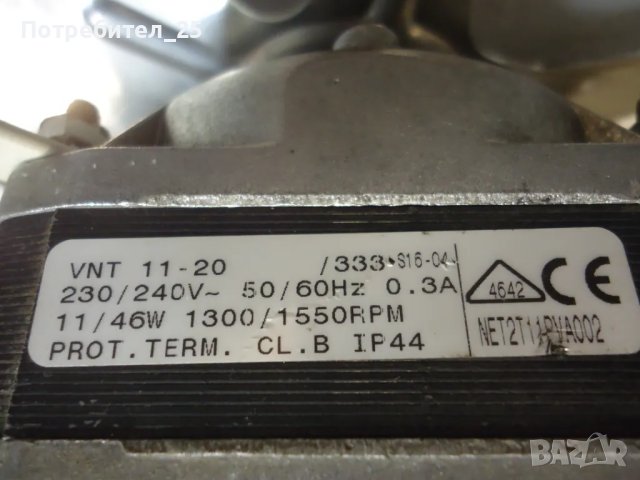 Потребител_25
VNT 11-20 /333 S16-04
230/240V~ 50/60Hz 0.3A
11/46W 1300/1550RPM
PROT.TERM. CL.B IP44
4642 CE
BAZAR